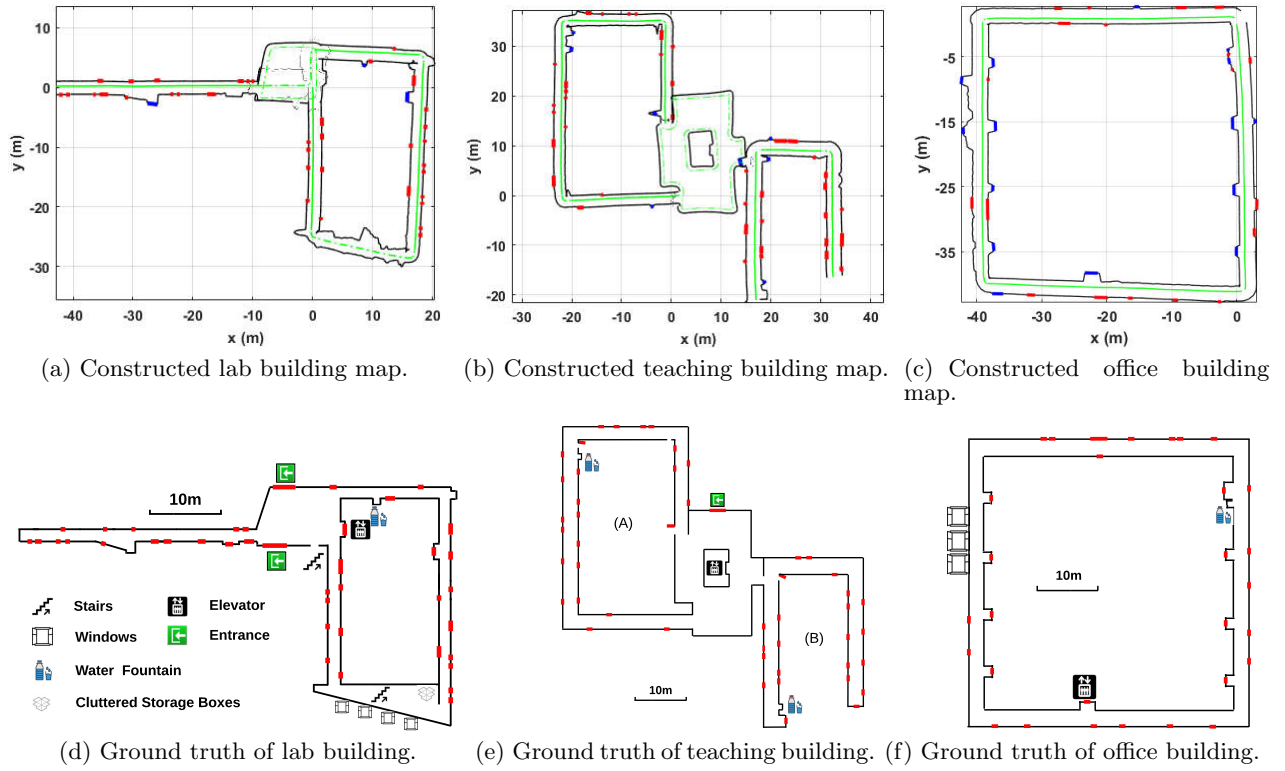 10
0
-10
-20
-30
y (m)
-40 -30 -20 -10 0 10 20
x (m)
(a) Constructed lab building map.
30
20
10
0
-10
-20
y (m)
-30 -20 -10 0 10 20 30 40
x (m)
(b) Constructed teaching building map.
-5
-15
-25
-35
y (m)
-40 -30 -20 -10 0
x (m)
(c) Constructed office building
map.
10m
Stairs
Elevator
Windows
Entrance
Water Fountain
Cluttered Storage Boxes
(d) Ground truth of lab building.
(A)
(B)
10m
(e) Ground truth of teaching building.
10m
(f) Ground truth of office building.